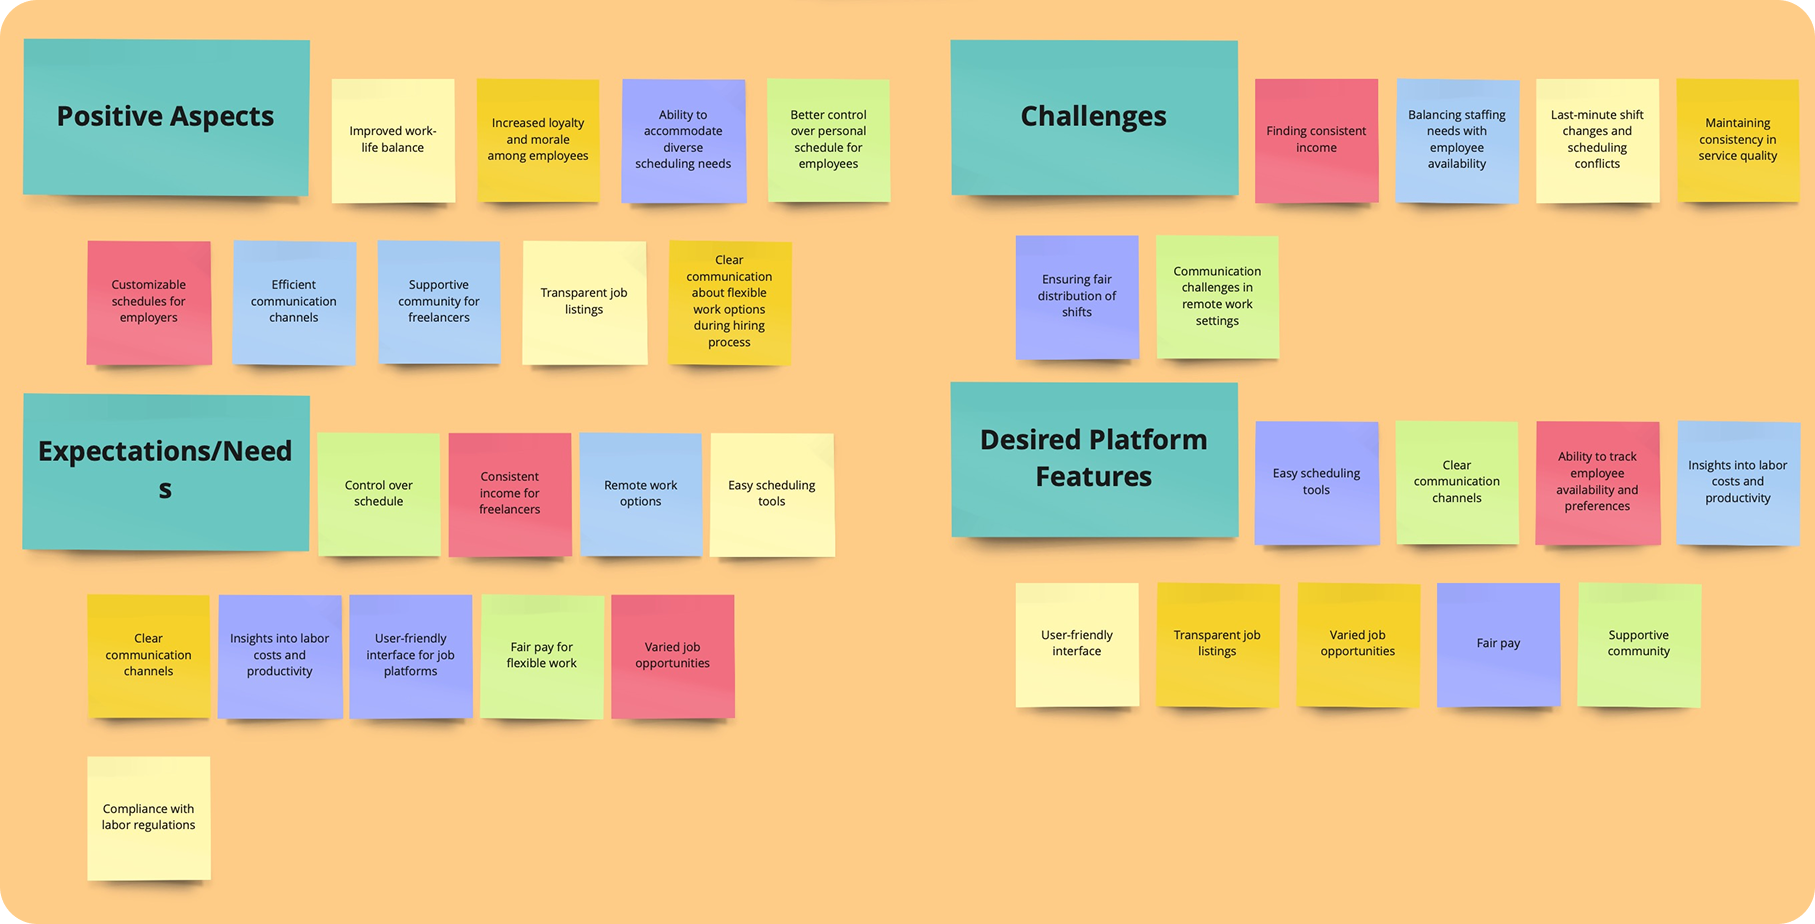 Positive Aspects
Improved work-
life balance
Increased loyalty
and morale
among employees
Ability to
accommodate
diverse
scheduling needs
Better control
over personal
schedule for
employees
Customizable
schedules for
employers
Efficient
communication
channels
Supportive
community for
freelancers
Transparent job
listings
Clear
communication
about flexible
work options
during hiring
process
Challenges
Finding consistent
income
Balancing staffing
needs with
employee
availability
Last-minute shift
changes and
scheduling
conflicts
Maintaining
consistency in
service quality
Ensuring fair
distribution of
shifts
Communication
challenges in
remote work
settings
Expectations/Need
s
Control over
schedule
Consistent
income for
freelancers
Remote work
options
Easy scheduling
tools
Clear
communication
channels
Insights into labor
costs and
productivity
User-friendly
interface for job
platforms
Fair pay for
flexible work
Varied job
opportunities
Compliance with
labor regulations
Desired Platform
Features
Easy scheduling
tools
Clear
communication
channels
Ability to track
employee
availability and
preferences
Insights into labor
costs and
productivity
User-friendly
interface
Transparent job
listings
Varied job
opportunities
Fair pay
Supportive
community